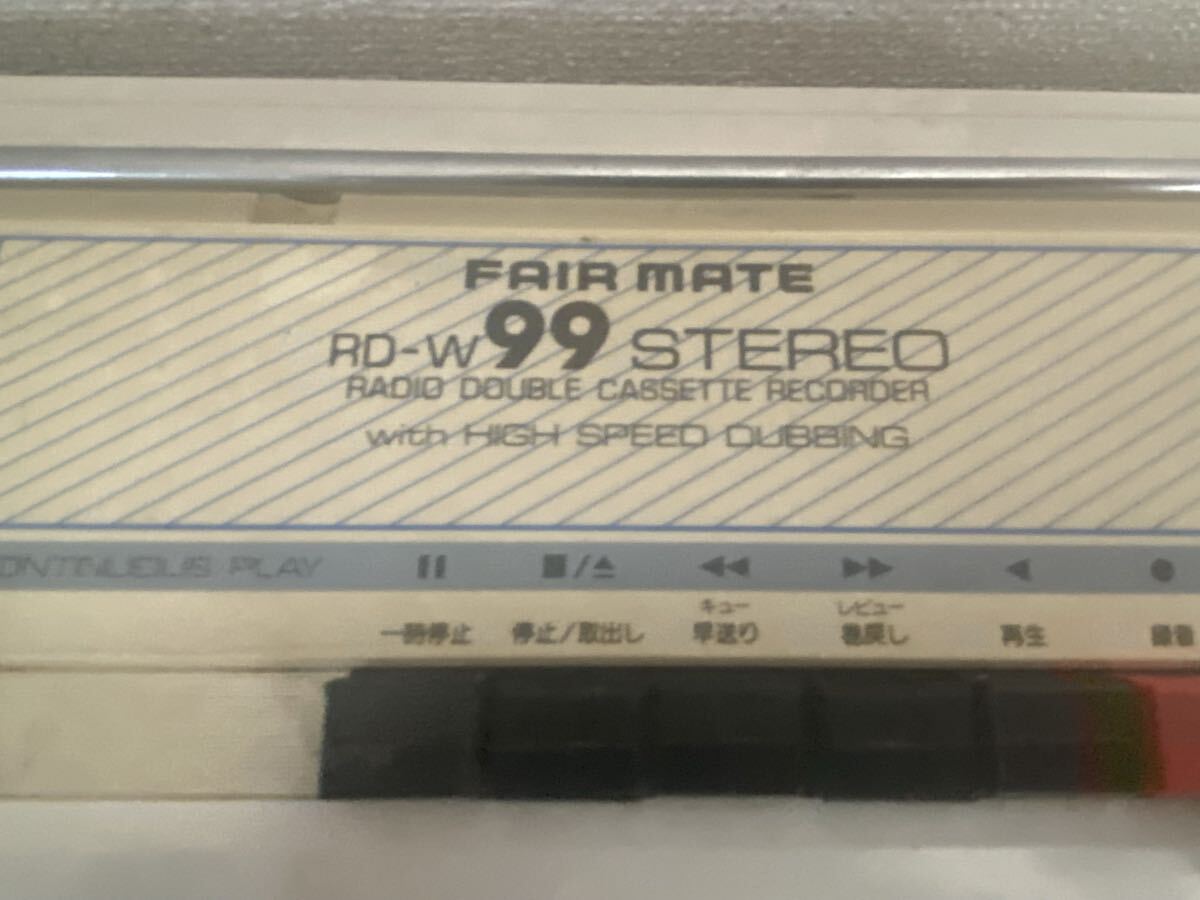 FAIR MATE
RD-W99 STEREO
RADIO DOUBLE CASSETTE RECORDER
with HIGH SPEED DUBBING
ONTINUOUS PLAY
キュー レビュー
一時停止 停止/取出し 早送り 巻戻し 再生 録音